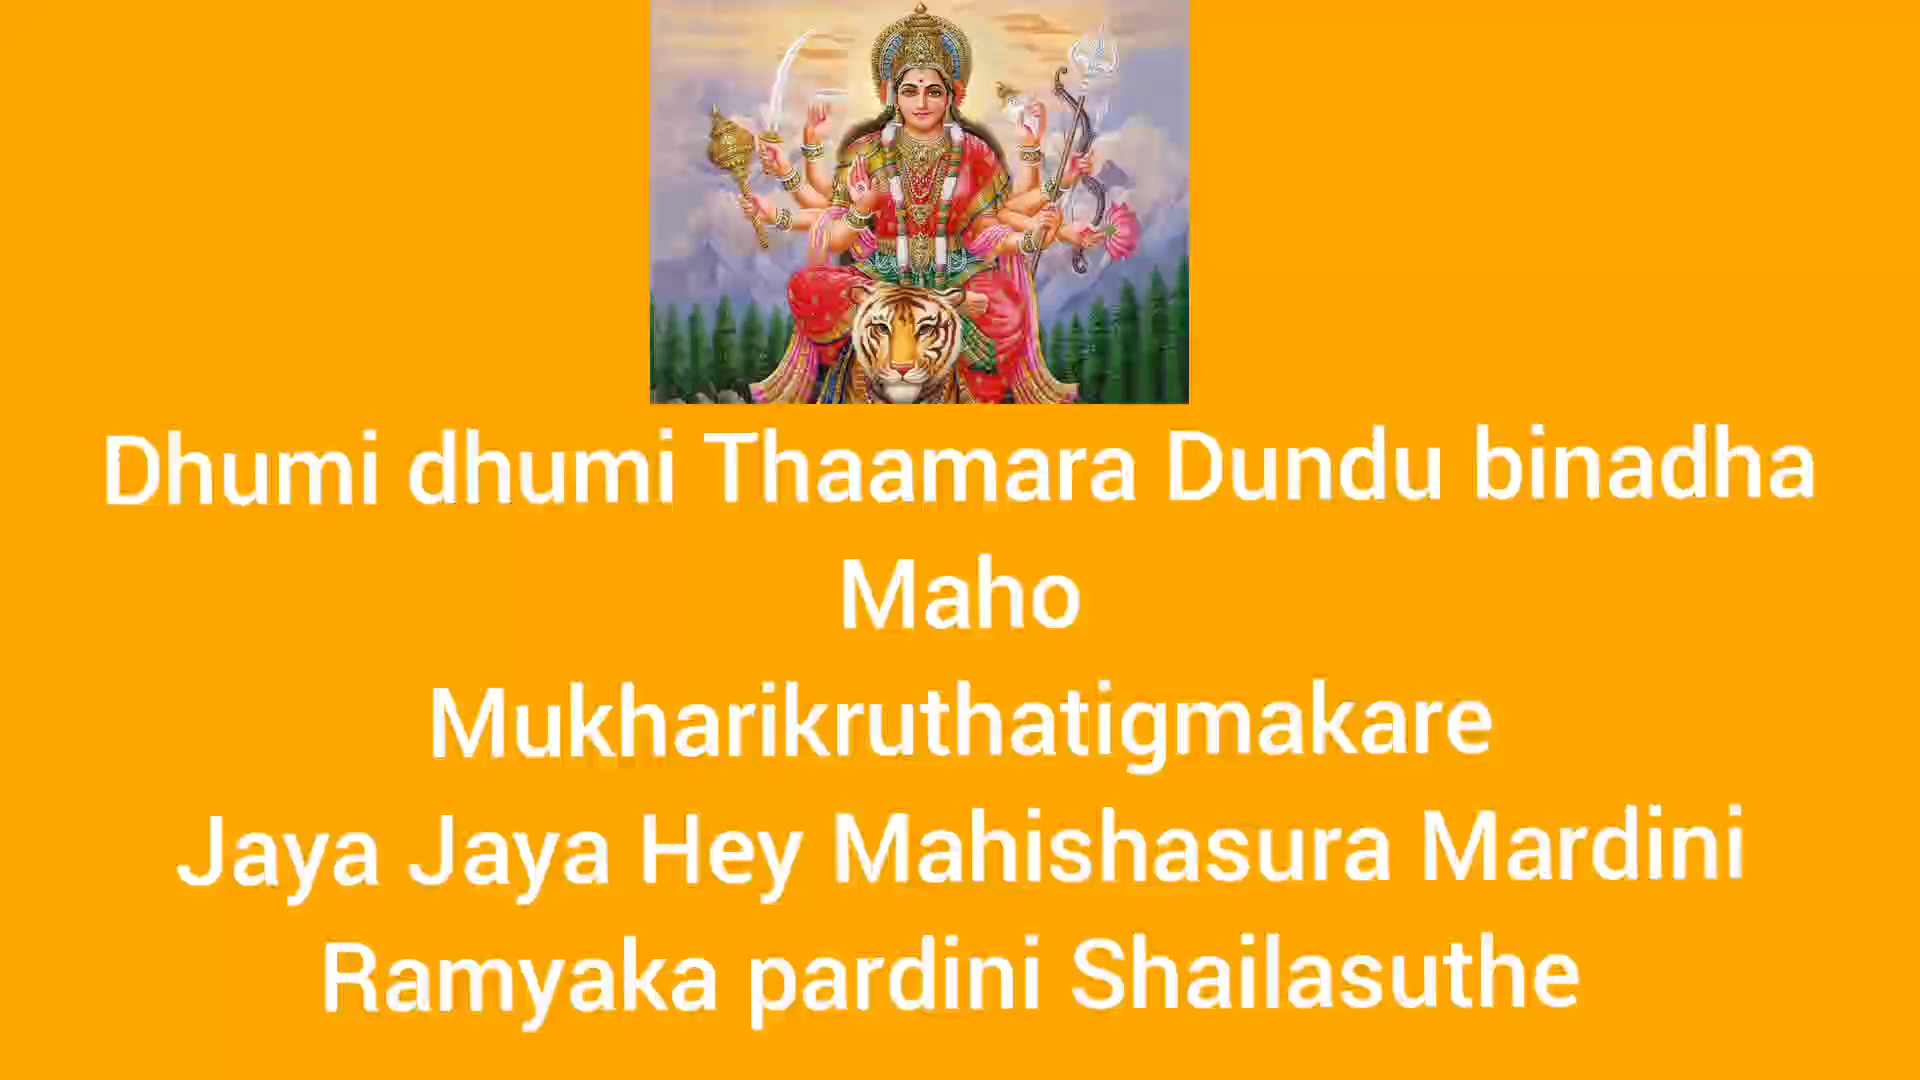 Dhumi dhumi Thaamara Dundu binadha
Maho
Mukharikruthatigmakare
Jaya Jaya Hey Mahishasura Mardini
Ramyaka pardini Shailasuthe